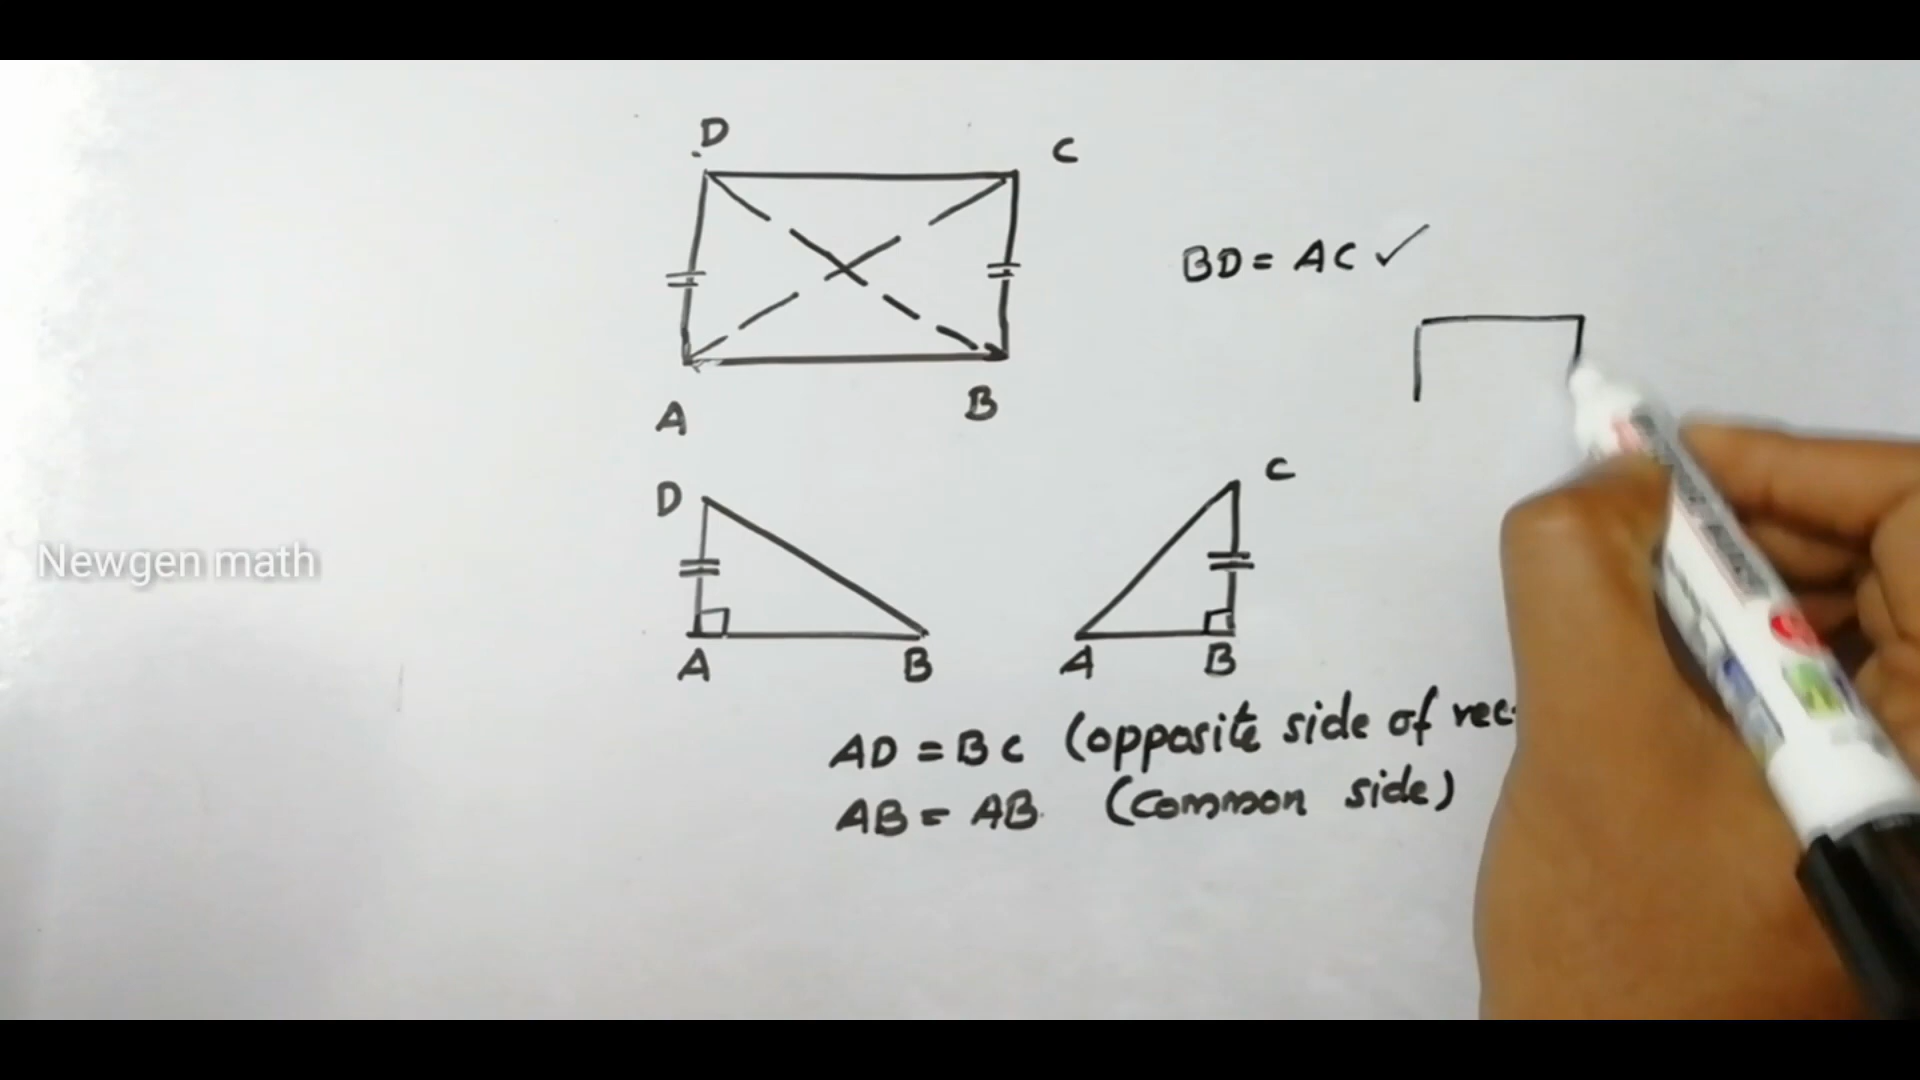 D
C
BD = AC ✓
A
B
D
C
Newgen math
A
B
A
B
AD = BC (opposite side of rec
AB = AB (Common side)